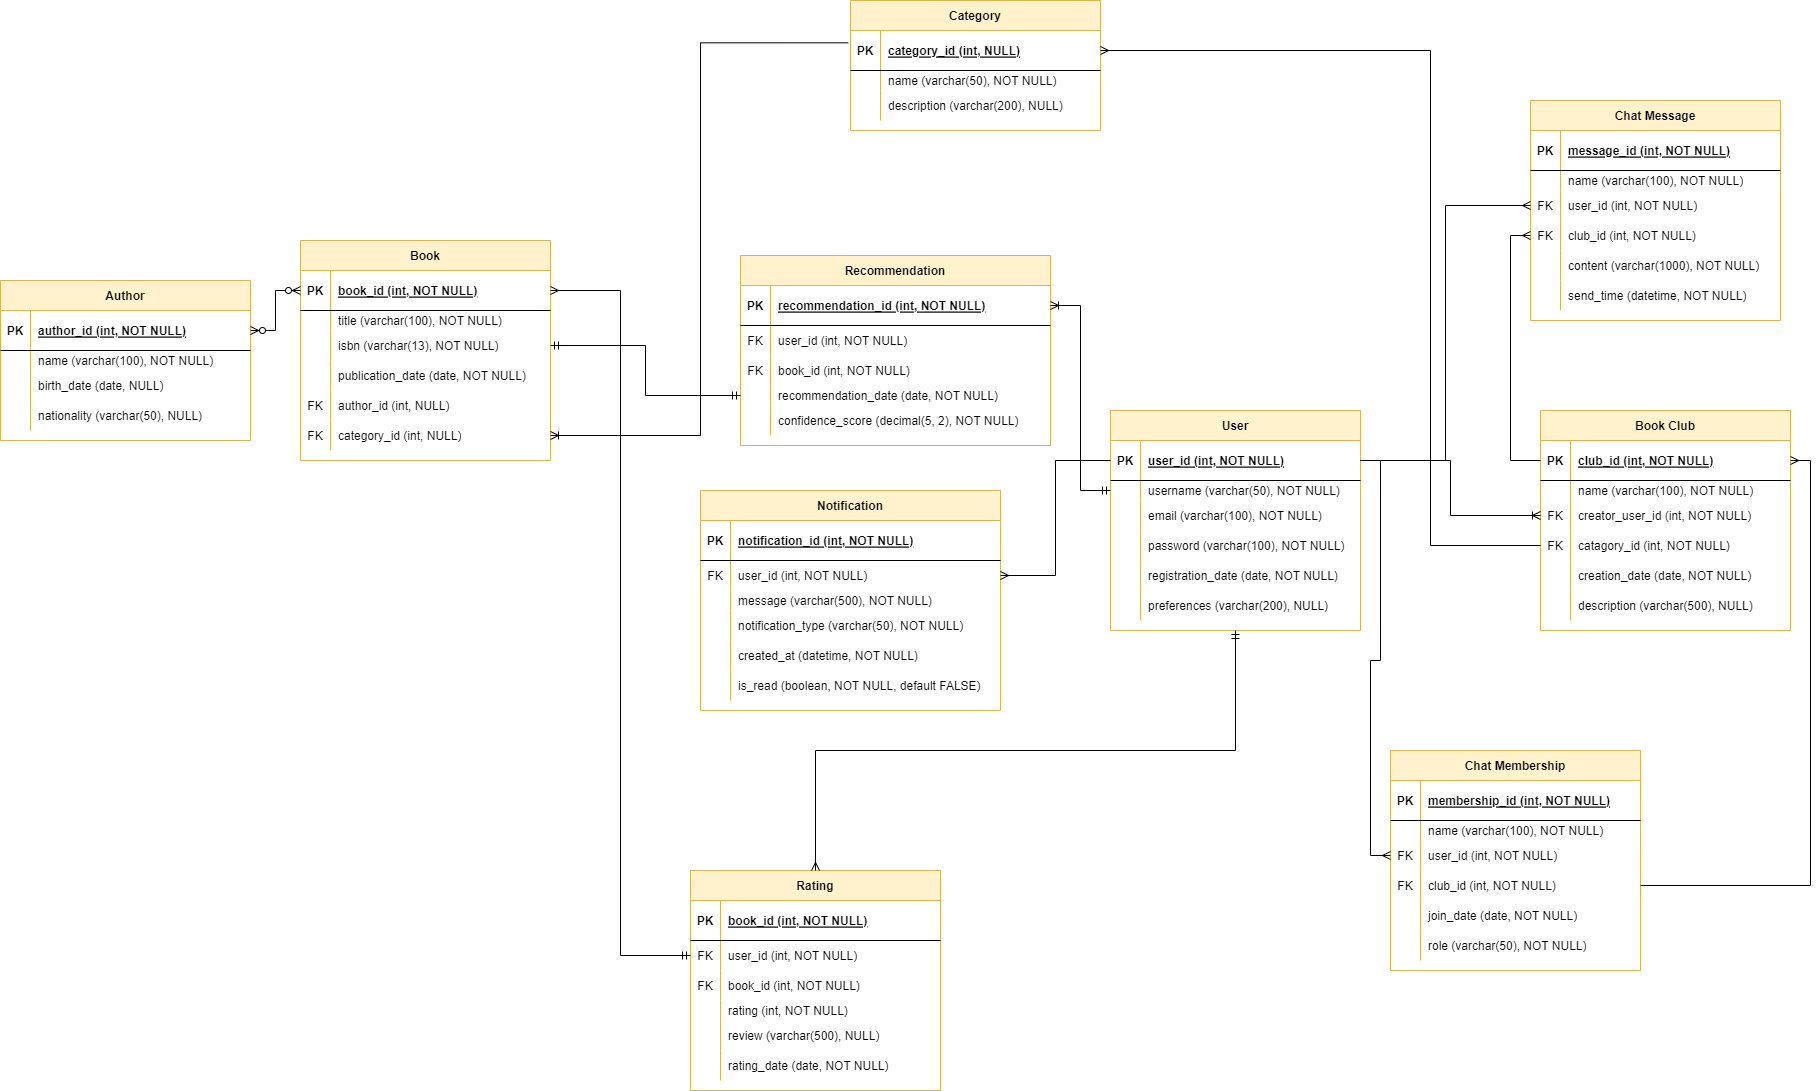 Category
PK category_id (int, NULL)
name (varchar(50), NOT NULL)
description (varchar(200), NULL)
Chat Message
PK message_id (int, NOT NULL)
name (varchar(100), NOT NULL)
FK user_id (int, NOT NULL)
FK club_id (int, NOT NULL)
content (varchar(1000), NOT NULL)
send_time (datetime, NOT NULL)
Author
PK author_id (int, NOT NULL)
name (varchar(100), NOT NULL)
birth_date (date, NULL)
nationality (varchar(50), NULL)
Book
PK book_id (int, NOT NULL)
title (varchar(100), NOT NULL)
isbn (varchar(13), NOT NULL)
publication_date (date, NOT NULL)
FK author_id (int, NULL)
FK category_id (int, NULL)
Recommendation
PK recommendation_id (int, NOT NULL)
FK user_id (int, NOT NULL)
FK book_id (int, NOT NULL)
recommendation_date (date, NOT NULL)
confidence_score (decimal(5, 2), NOT NULL)
User
PK user_id (int, NOT NULL)
username (varchar(50), NOT NULL)
email (varchar(100), NOT NULL)
password (varchar(100), NOT NULL)
registration_date (date, NOT NULL)
preferences (varchar(200), NULL)
Book Club
PK club_id (int, NOT NULL)
name (varchar(100), NOT NULL)
FK creator_user_id (int, NOT NULL)
FK catagory_id (int, NOT NULL)
creation_date (date, NOT NULL)
description (varchar(500), NULL)
Notification
PK notification_id (int, NOT NULL)
FK user_id (int, NOT NULL)
message (varchar(500), NOT NULL)
notification_type (varchar(50), NOT NULL)
created_at (datetime, NOT NULL)
is_read (boolean, NOT NULL, default FALSE)
Chat Membership
PK membership_id (int, NOT NULL)
name (varchar(100), NOT NULL)
FK user_id (int, NOT NULL)
FK club_id (int, NOT NULL)
join_date (date, NOT NULL)
role (varchar(50), NOT NULL)
Rating
PK book_id (int, NOT NULL)
FK user_id (int, NOT NULL)
FK book_id (int, NOT NULL)
rating (int, NOT NULL)
review (varchar(500), NULL)
rating_date (date, NOT NULL)